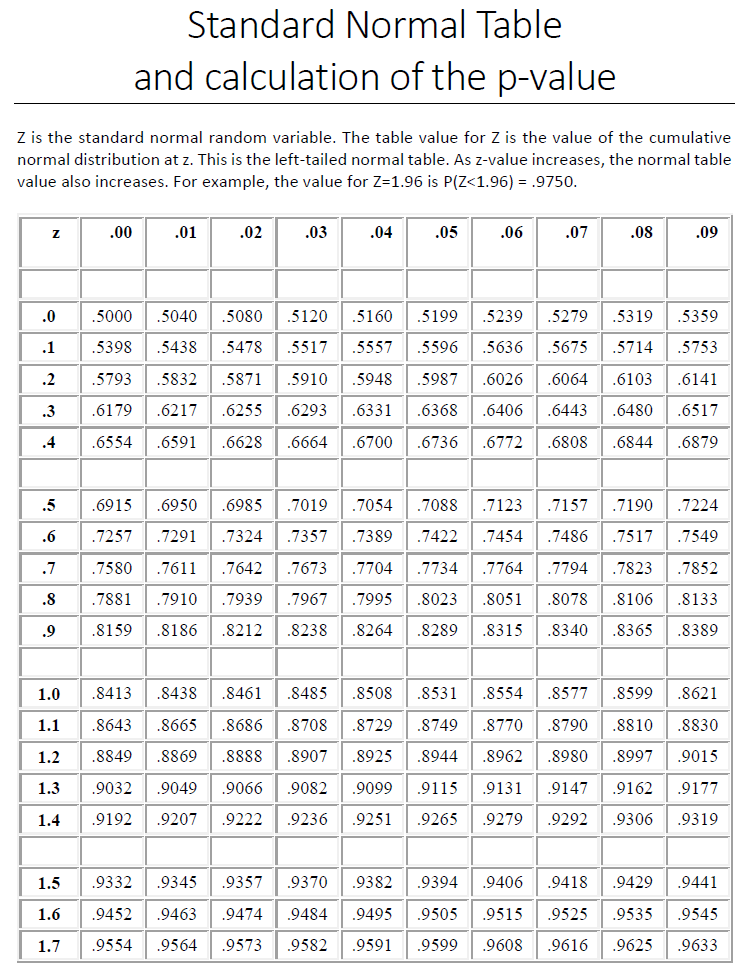 Standard Normal Table
and calculation of the p-value
Z is the standard normal random variable. The table value for Z is the value of the cumulative
normal distribution at z. This is the left-tailed normal table. As z-value increases, the normal table
value also increases. For example, the value for Z=1.96 is P(Z<1.96) = .9750.
z .00 .01 .02 .03 .04 .05 .06 .07 .08 .09
.0 .5000 .5040 .5080 .5120 .5160 .5199 .5239 .5279 .5319 .5359
.1 .5398 .5438 .5478 .5517 .5557 .5596 .5636 .5675 .5714 .5753
.2 .5793 .5832 .5871 .5910 .5948 .5987 .6026 .6064 .6103 .6141
.3 .6179 .6217 .6255 .6293 .6331 .6368 .6406 .6443 .6480 .6517
.4 .6554 .6591 .6628 .6664 .6700 .6736 .6772 .6808 .6844 .6879
.5 .6915 .6950 .6985 .7019 .7054 .7088 .7123 .7157 .7190 .7224
.6 .7257 .7291 .7324 .7357 .7389 .7422 .7454 .7486 .7517 .7549
.7 .7580 .7611 .7642 .7673 .7704 .7734 .7764 .7794 .7823 .7852
.8 .7881 .7910 .7939 .7967 .7995 .8023 .8051 .8078 .8106 .8133
.9 .8159 .8186 .8212 .8238 .8264 .8289 .8315 .8340 .8365 .8389
1.0 .8413 .8438 .8461 .8485 .8508 .8531 .8554 .8577 .8599 .8621
1.1 .8643 .8665 .8686 .8708 .8729 .8749 .8770 .8790 .8810 .8830
1.2 .8849 .8869 .8888 .8907 .8925 .8944 .8962 .8980 .8997 .9015
1.3 .9032 .9049 .9066 .9082 .9099 .9115 .9131 .9147 .9162 .9177
1.4 .9192 .9207 .9222 .9236 .9251 .9265 .9279 .9292 .9306 .9319
1.5 .9332 .9345 .9357 .9370 .9382 .9394 .9406 .9418 .9429 .9441
1.6 .9452 .9463 .9474 .9484 .9495 .9505 .9515 .9525 .9535 .9545
1.7 .9554 .9564 .9573 .9582 .9591 .9599 .9608 .9616 .9625 .9633